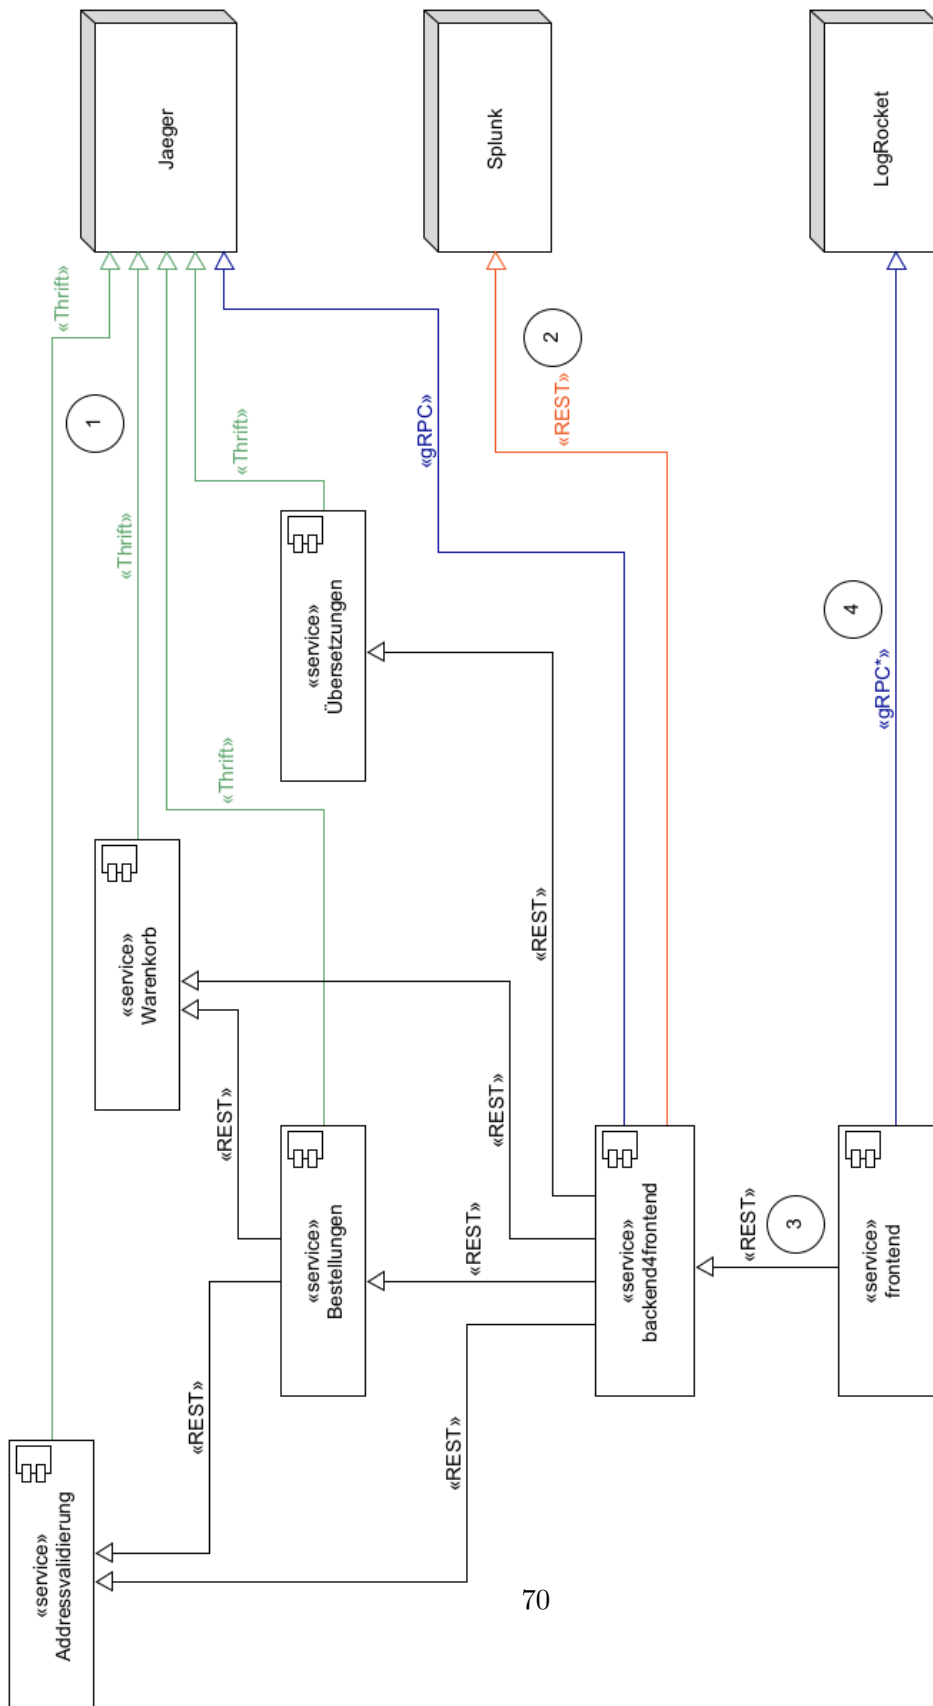 «service»
Addressvalidierung
«service»
Warenkorb
«Thrift»
1
«Thrift»
Jaeger
«REST»
«REST»
«service»
Bestellungen
«Thrift»
«service»
Übersetzungen
«Thrift»
«REST»
«REST»
«REST»
«REST»
«gRPC»
«REST»
2
Splunk
«service»
backend4frontend
«REST»
3
«service»
frontend
«gRPC*»
4
LogRocket
70